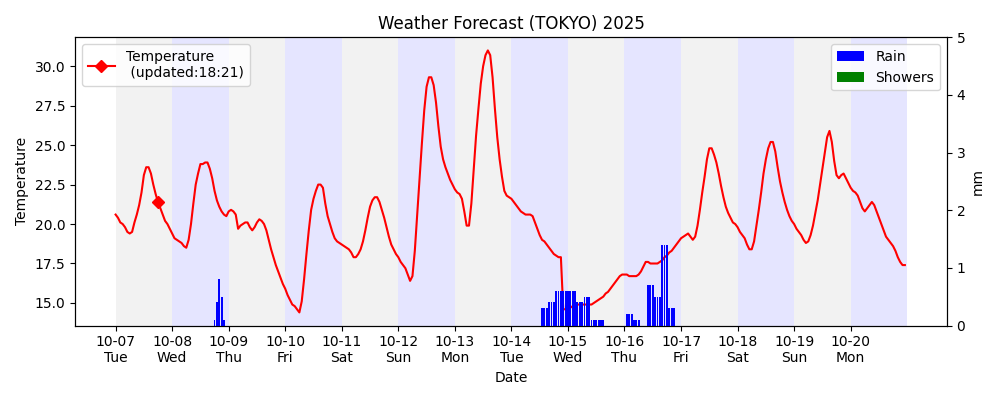 Weather Forecast (TOKYO) 2025
Temperature
(updated:18:21)
Rain
Showers
30.0
27.5
25.0
22.5
20.0
17.5
15.0
Temperature
5
4
3
2
1
0
mm
10-07 10-08 10-09 10-10 10-11 10-12 10-13 10-14 10-15 10-16 10-17 10-18 10-19 10-20
Tue Wed Thu Fri Sat Sun Mon Tue Wed Thu Fri Sat Sun Mon
Date